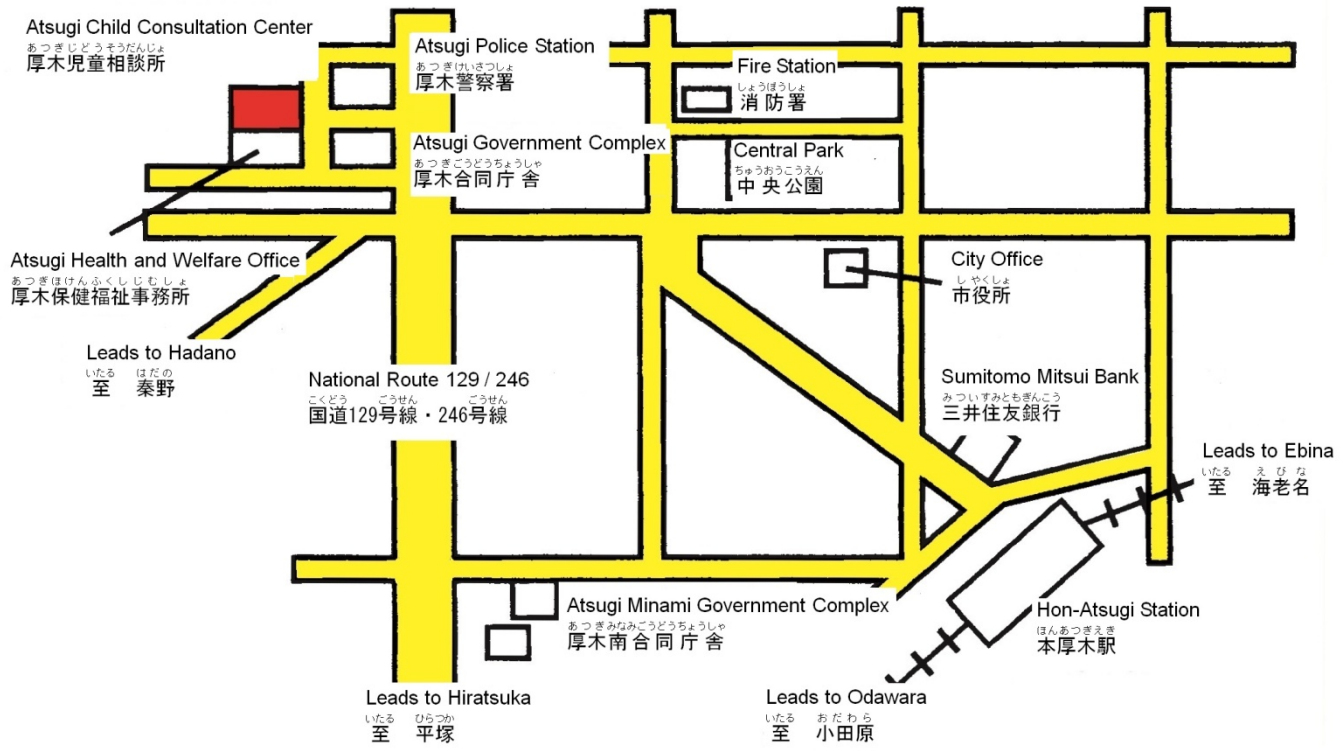 Atsugi Child Consultation Center
あつぎじどうそうだんじょ
厚木児童相談所
Atsugi Police Station
あつぎけいさつしょ
厚木警察署
Fire Station
しょうぼうしょ
消防署
Atsugi Government Complex
あつぎごうどうちょうしゃ
厚木合同庁舎
Central Park
ちゅうおうこうえん
中央公園
Atsugi Health and Welfare Office
あつぎほけんふくしじむしょ
厚木保健福祉事務所
City Office
しやくしょ
市役所
Leads to Hadano
いたる はだの
至 秦野
National Route 129 / 246
こくどう ごうせん ごうせん
国道129号線・246号線
Sumitomo Mitsui Bank
みついすみともぎんこう
三井住友銀行
Leads to Ebina
いたる えびな
至 海老名
Atsugi Minami Government Complex
あつぎみなみごうどうちょうしゃ
厚木南合同庁舎
Hon-Atsugi Station
ほんあつぎえき
本厚木駅
Leads to Hiratsuka
いたる ひらつか
至 平塚
Leads to Odawara
いたる おだわら
至 小田原